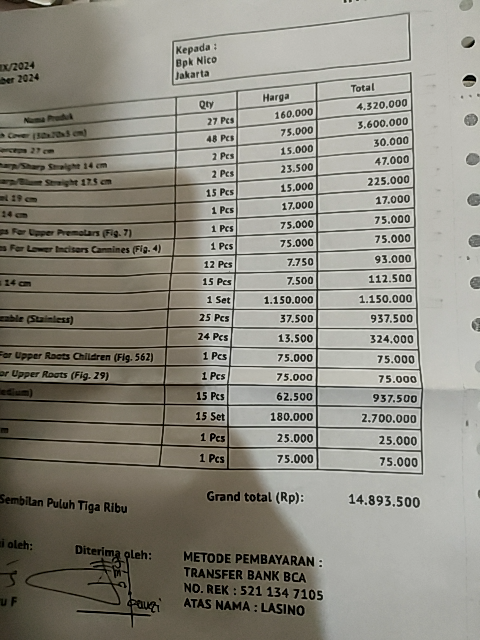 IX/2024
ber 2024
Kepada :
Bpk Nico
Jakarta
Nama Produk Qty Harga Total
h Cover (30x20x5 cm) 27 Pcs 160.000 4.320.000
orceps 27 cm 48 Pcs 75.000 3.600.000
harp/Sharp Straight 14 cm 2 Pcs 15.000 30.000
harp/Blunt Straight 17.5 cm 2 Pcs 23.500 47.000
19 cm 15 Pcs 15.000 225.000
14 cm 1 Pcs 17.000 17.000
ps For Upper Premolars (Fig. 7) 1 Pcs 75.000 75.000
s For Lower Incisors Cannines (Fig. 4) 1 Pcs 75.000 75.000
12 Pcs 7.750 93.000
14 cm 15 Pcs 7.500 112.500
1 Set 1.150.000 1.150.000
eable (Stainless) 25 Pcs 37.500 937.500
24 Pcs 13.500 324.000
For Upper Roots Children (Fig. 562) 1 Pcs 75.000 75.000
or Upper Roots (Fig. 29) 1 Pcs 75.000 75.000
edium) 15 Pcs 62.500 937.500
15 Set 180.000 2.700.000
m 1 Pcs 25.000 25.000
1 Pcs 75.000 75.000
Grand total (Rp): 14.893.500
Sembilan Puluh Tiga Ribu
i oleh: Diterima oleh:
u F
METODE PEMBAYARAN :
TRANSFER BANK BCA
NO. REK : 521 134 7105
ATAS NAMA : LASINO